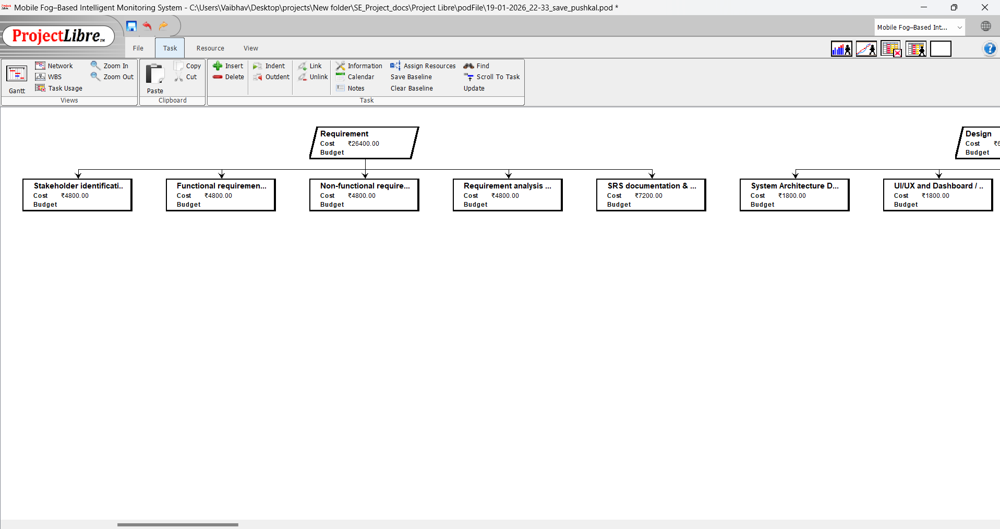 Mobile Fog–Based Intelligent Monitoring System - C:\Users\Vaibhav\Desktop\projects\New folder\SE_Project_docs\Project Libre\podFile\19-01-2026_22-33_save_pushkal.pod *
ProjectLibre
Mobile Fog–Based Int...
File Task Resource View
Network Zoom In Copy Insert Indent Link Information Assign Resources Find
WBS Zoom Out Cut Delete Outdent Unlink Calendar Save Baseline Scroll To Task
Gantt Task Usage Paste Notes Clear Baseline Update
Views Clipboard Task
Requirement
Cost ₹26400.00
Budget
Design
Cost ₹6
Budget
Stakeholder identificati..
Cost ₹4800.00
Budget
Functional requiremen...
Cost ₹4800.00
Budget
Non-functional require...
Cost ₹4800.00
Budget
Requirement analysis ...
Cost ₹4800.00
Budget
SRS documentation & ...
Cost ₹7200.00
Budget
System Architecture D...
Cost ₹1800.00
Budget
UI/UX and Dashboard / ..
Cost ₹1800.00
Budget